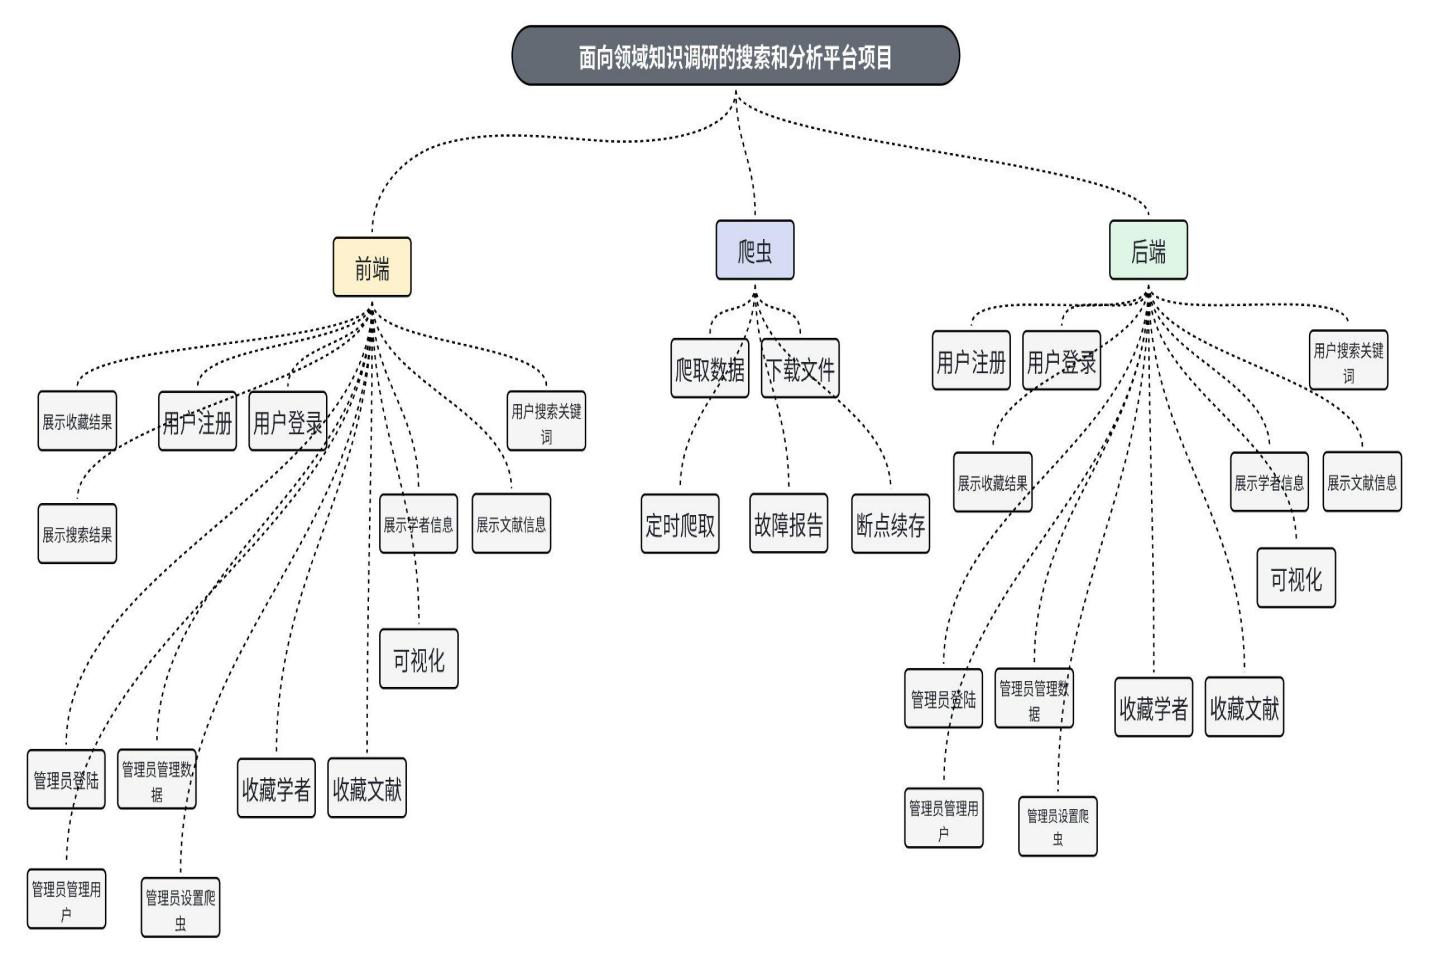 面向领域知识调研的搜索和分析平台项目
前端
爬虫
后端
展示收藏结果
用户注册
用户登录
用户搜索关键
词
展示搜索结果
展示学者信息
展示文献信息
可视化
管理员登陆
管理员管理数
据
收藏学者
收藏文献
管理员管理用
户
管理员设置爬
虫
爬取数据
下载文件
定时爬取
故障报告
断点续存
用户注册
用户登录
用户搜索关键
词
展示收藏结果
展示学者信息
展示文献信息
可视化
管理员登陆
管理员管理数
据
收藏学者
收藏文献
管理员管理用
户
管理员设置爬
虫